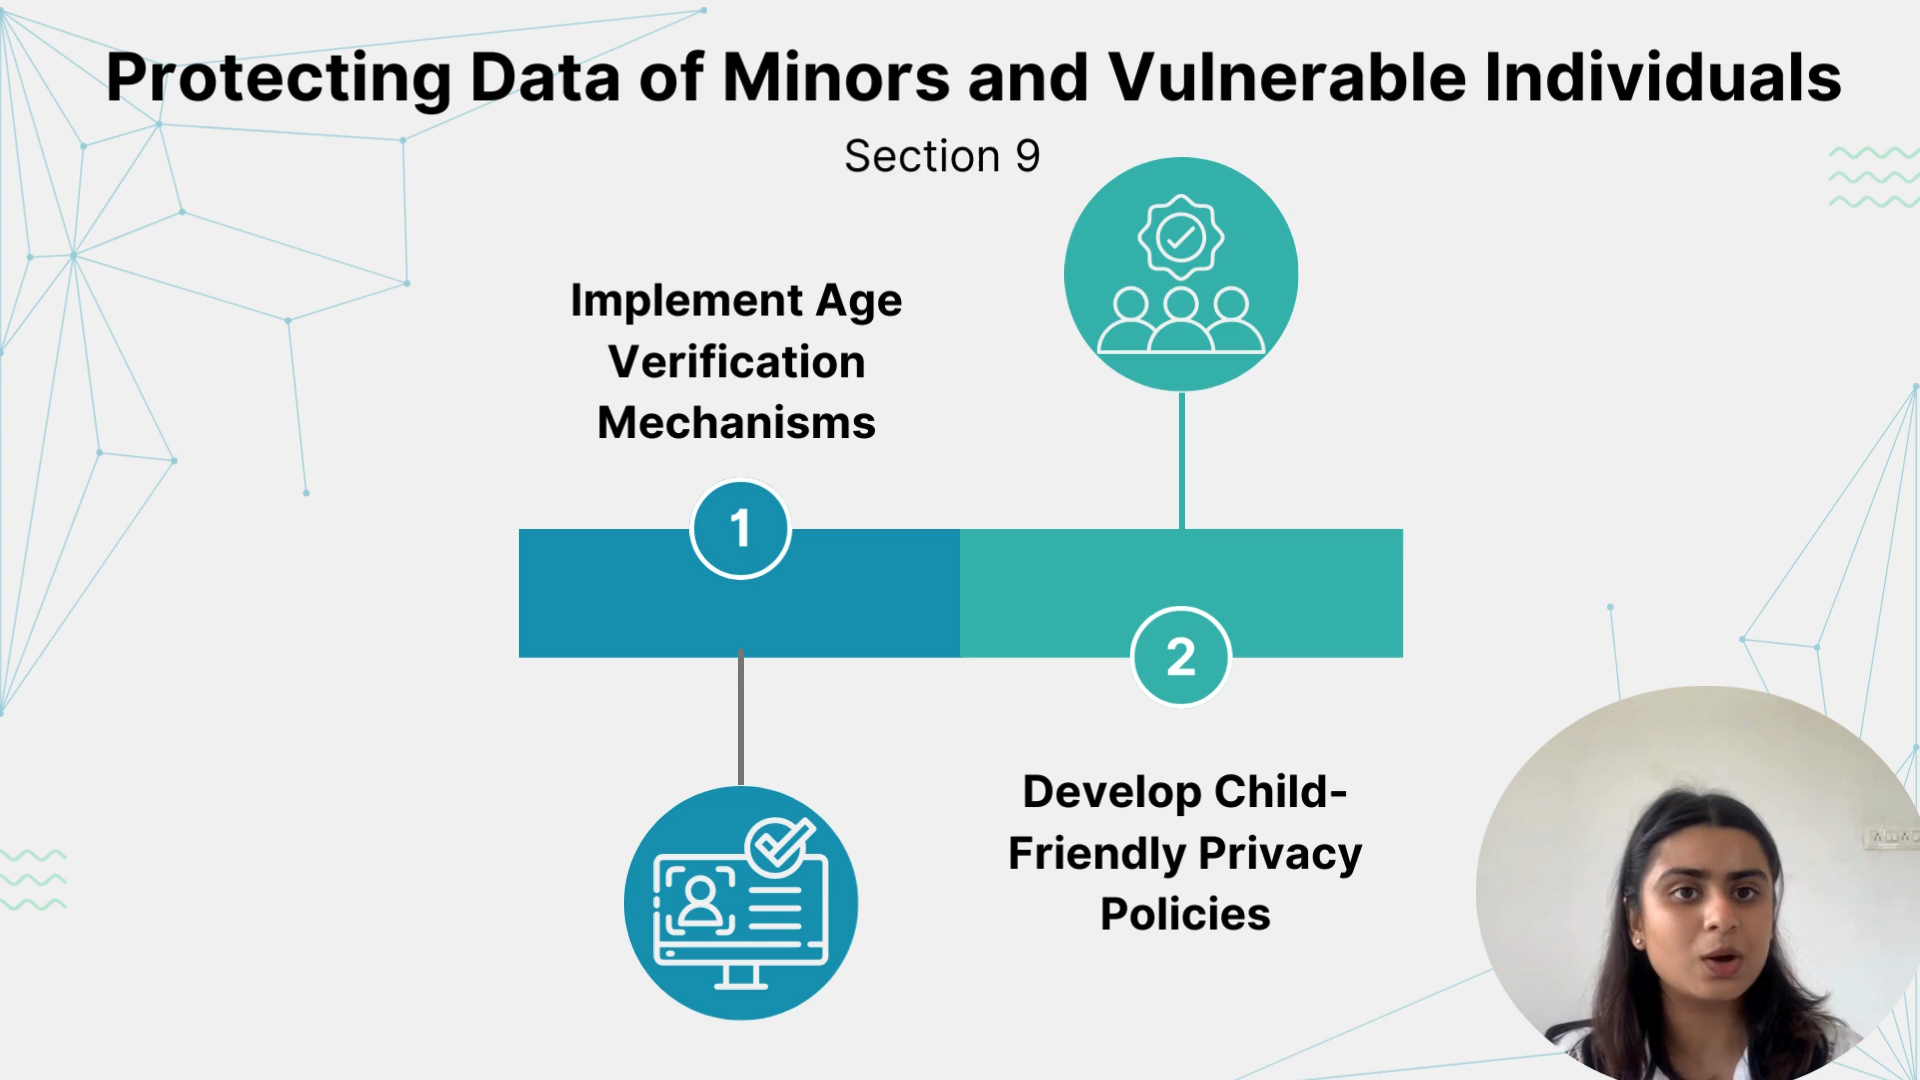 Protecting Data of Minors and Vulnerable Individuals
Section 9
Implement Age
Verification
Mechanisms
1
2
Develop Child-
Friendly Privacy
Policies